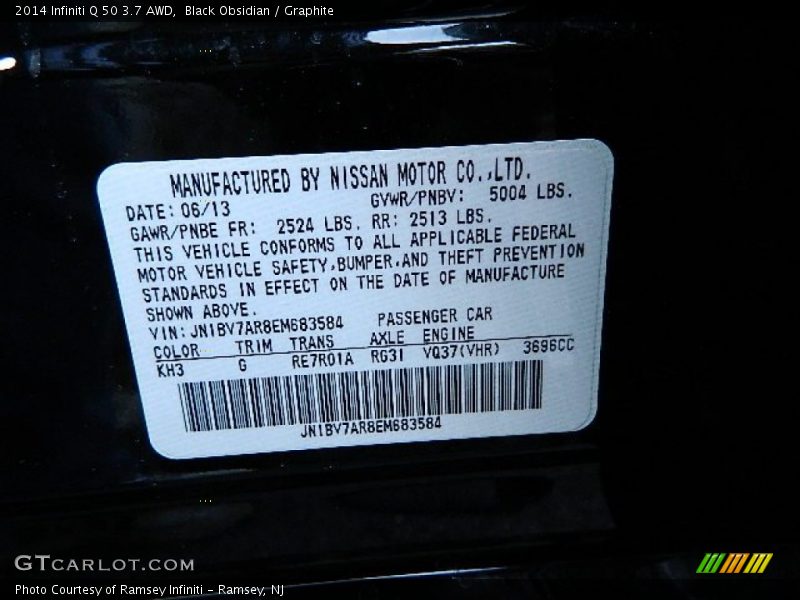 2014 Infiniti Q 50 3.7 AWD, Black Obsidian / Graphite
MANUFACTURED BY NISSAN MOTOR CO.,LTD.
DATE: 06/13 GVWR/PNBV: 5004 LBS.
GAWR/PNBE FR: 2524 LBS. RR: 2513 LBS.
THIS VEHICLE CONFORMS TO ALL APPLICABLE FEDERAL
MOTOR VEHICLE SAFETY,BUMPER,AND THEFT PREVENTION
STANDARDS IN EFFECT ON THE DATE OF MANUFACTURE
SHOWN ABOVE.
VIN: JN1BV7AR8EM683584 PASSENGER CAR
COLOR TRIM TRANS AXLE ENGINE
KH3 G RE7R01A RG31 VQ37(VHR) 3696CC
JN1BV7AR8EM683584
GTCARLOT.COM
Photo Courtesy of Ramsey Infiniti - Ramsey, NJ